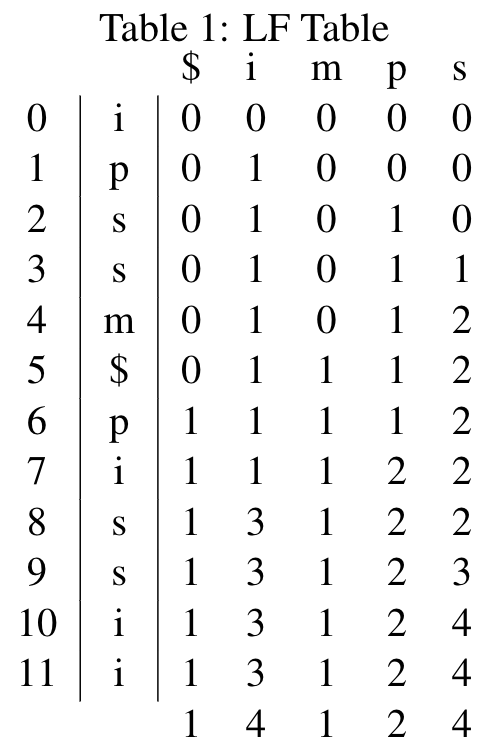 Table 1: LF Table
$ i m p s
0 i 0 0 0 0 0
1 p 0 1 0 0 0
2 s 0 1 0 1 0
3 s 0 1 0 1 1
4 m 0 1 0 1 2
5 $ 0 1 1 1 2
6 p 1 1 1 1 2
7 i 1 1 1 2 2
8 s 1 3 1 2 2
9 s 1 3 1 2 3
10 i 1 3 1 2 4
11 i 1 3 1 2 4
1 4 1 2 4